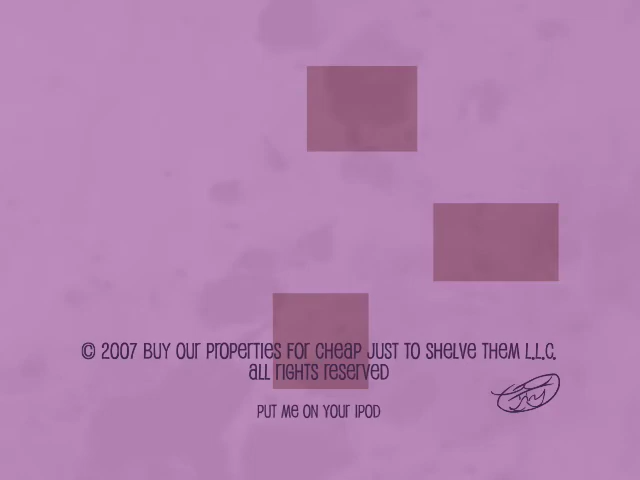 © 2007 BUY OUR PROPERTIES FOR CHEAP JUST TO SHELVE THEM L.L.C.
ALL RIGHTS RESERVED
PUT ME ON YOUR IPOD